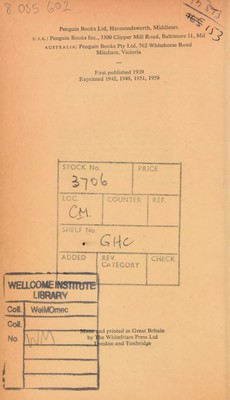 8 055 692
153
Penguin Books Ltd, Harmondsworth, Middlesex
U.S.A.: Penguin Books Inc., 3300 Clipper Mill Road, Baltimore 11, Md
AUSTRALIA: Penguin Books Pty Ltd, 762 Whitehorse Road
Mitcham, Victoria
First published 1939
Reprinted 1942, 1948, 1951, 1959
STOCK No. PRICE
3706
LOC. COUNTER REF.
CM.
SHELF No.
GHC
ADDED REV. CATEGORY CHECK
WELLCOME INSTITUTE
LIBRARY
Coll. WelMOmec
Coll.
No. WM
Made and printed in Great Britain
by The Whitefriars Press Ltd
London and Tonbridge